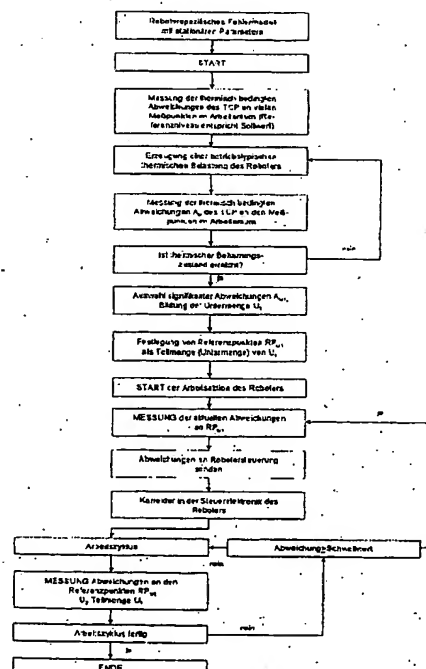 Roboterspezifisches Fehlermodell
mit stationären Parametern
START
Messung der thermisch bedingten
Abweichungen des TCP an vielen
Meßpunkten im Arbeitsraum (Re-
ferenzniveau entspricht Sollwert)
Erzeugung einer betriebstypischen
thermischen Belastung des Roboters
Messung der thermisch bedingten
Abweichungen A des TCP an den Meß-
punkten im Arbeitsraum
nein
Ist thermischer Beharrungs-
zustand erreicht?
ja
Auswahl signifikanter Abweichungen
Bildung der Untermenge U
Festlegung von Referenzpunkten RP
als Teilmenge (Untermenge) von U
START der Arbeitsaktion des Roboters
MESSUNG der aktuellen Abweichungen
an RP
ja
Abweichungen an Robotersteuerung
senden
Korrektur in der Steuerelektronik des
Roboters
Arbeitszyklus
Abweichung>Schwellwert
nein
MESSUNG Abweichungen an den
Referenzpunkten RP
U Teilmenge U
Arbeitszyklus fertig
nein
ja
ENDE